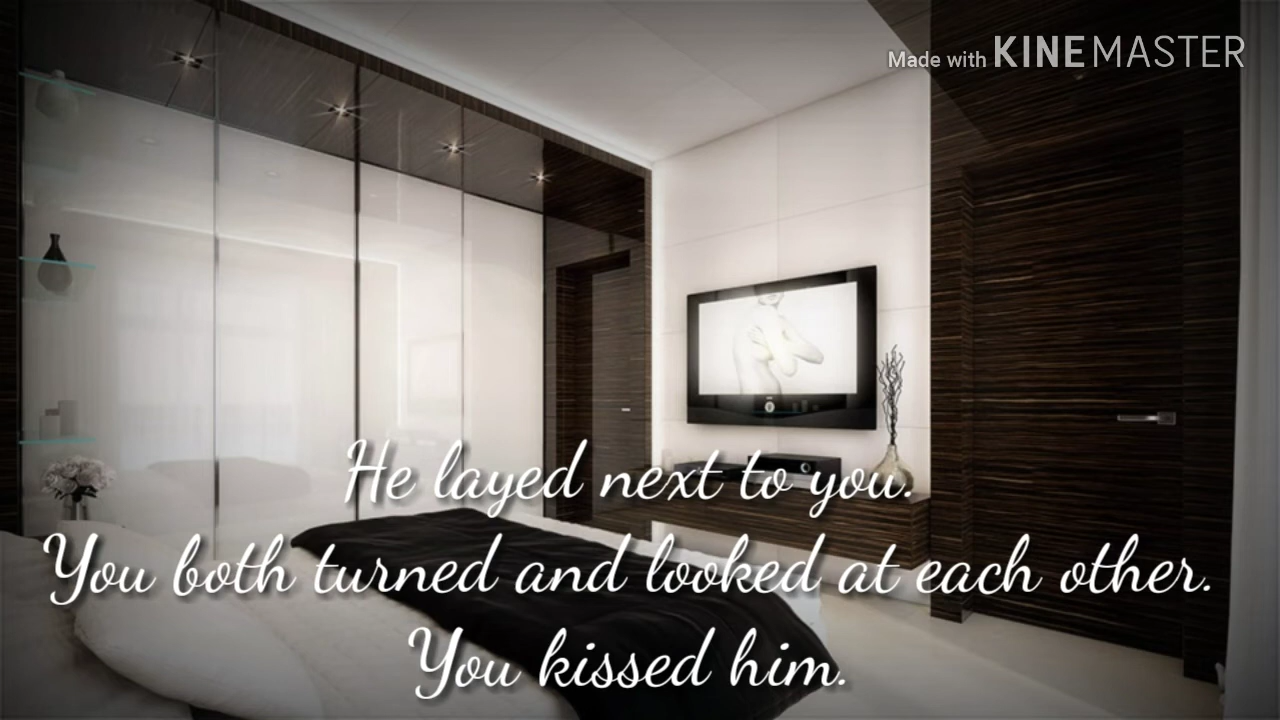 Made with KINEMASTER
He layed next to you.
You both turned and looked at each other.
You kissed him.